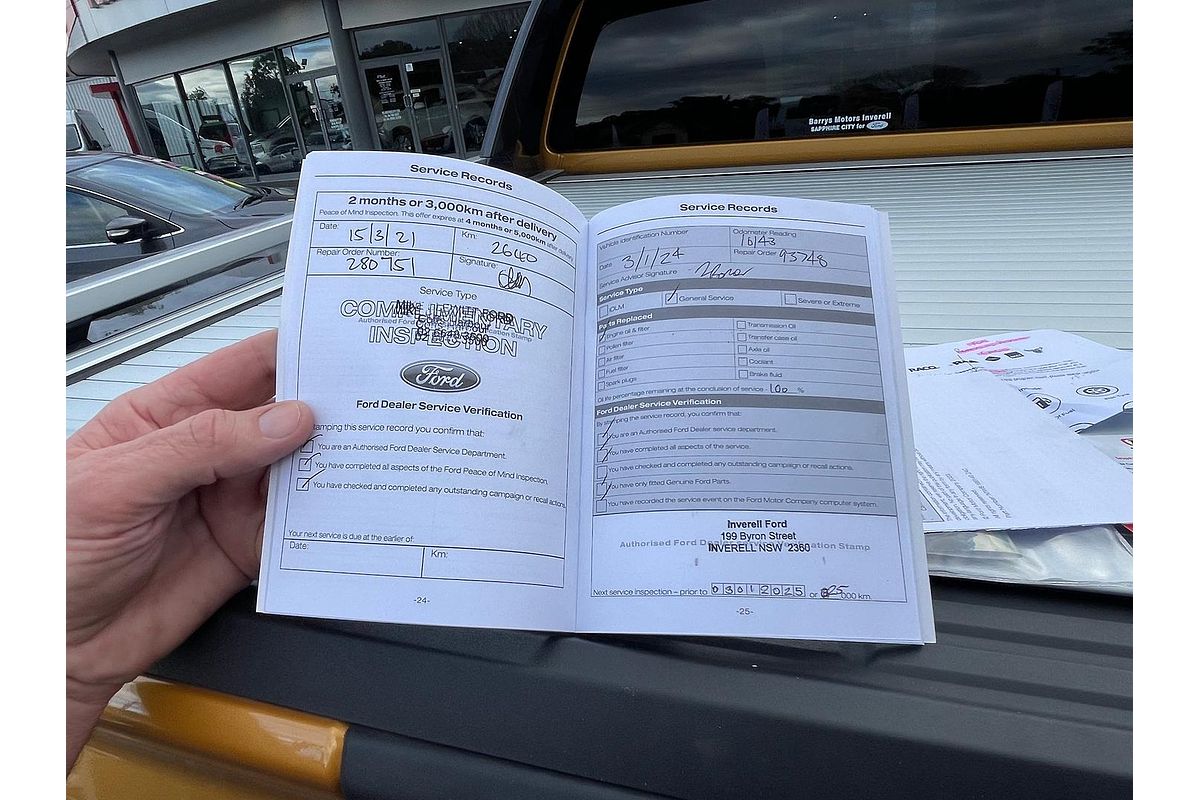 Barrys Motors Inverell
SAPPHIRE CITY for Ford
Service Records
2 months or 3,000km after delivery
Peace of Mind Inspection. This offer expires at 4 months or 5,000km after delivery
Date: 15/3/21
Km: 2640
Repair Order Number: 280751
Signature:
Service Type
COMPLIMENTARY
INSPECTION
Ford
Ford Dealer Service Verification
stamping this service record you confirm that:
You are an Authorised Ford Dealer Service Department.
You have completed all aspects of the Ford Peace of Mind Inspection.
You have checked and completed any outstanding campaign or recall actions.
Your next service is due at the earlier of:
Date:
Km:
-24-
Service Records
Vehicle Identification Number
Odometer Reading
10143
Date 3/1/24
Repair Order 93748
Service Advisor Signature
Service Type
OLM
General Service
Severe or Extreme
Parts Replaced
Engine oil & filter
Transmission Oil
Pollen filter
Transfer case oil
Air filter
Axle oil
Fuel filter
Coolant
Spark plugs
Brake fluid
Oil life percentage remaining at the conclusion of service - 100 %
Ford Dealer Service Verification
By stamping the service record, you confirm that:
You are an Authorised Ford Dealer service department.
You have completed all aspects of the service.
You have checked and completed any outstanding campaign or recall actions.
You have only fitted Genuine Ford Parts.
You have recorded the service event on the Ford Motor Company computer system.
Inverell Ford
199 Byron Street
Authorised Ford Dealer
INVERELL NSW 2360
Next service inspection – prior to 03012025 or 25,000 km.
-25-
RACQ